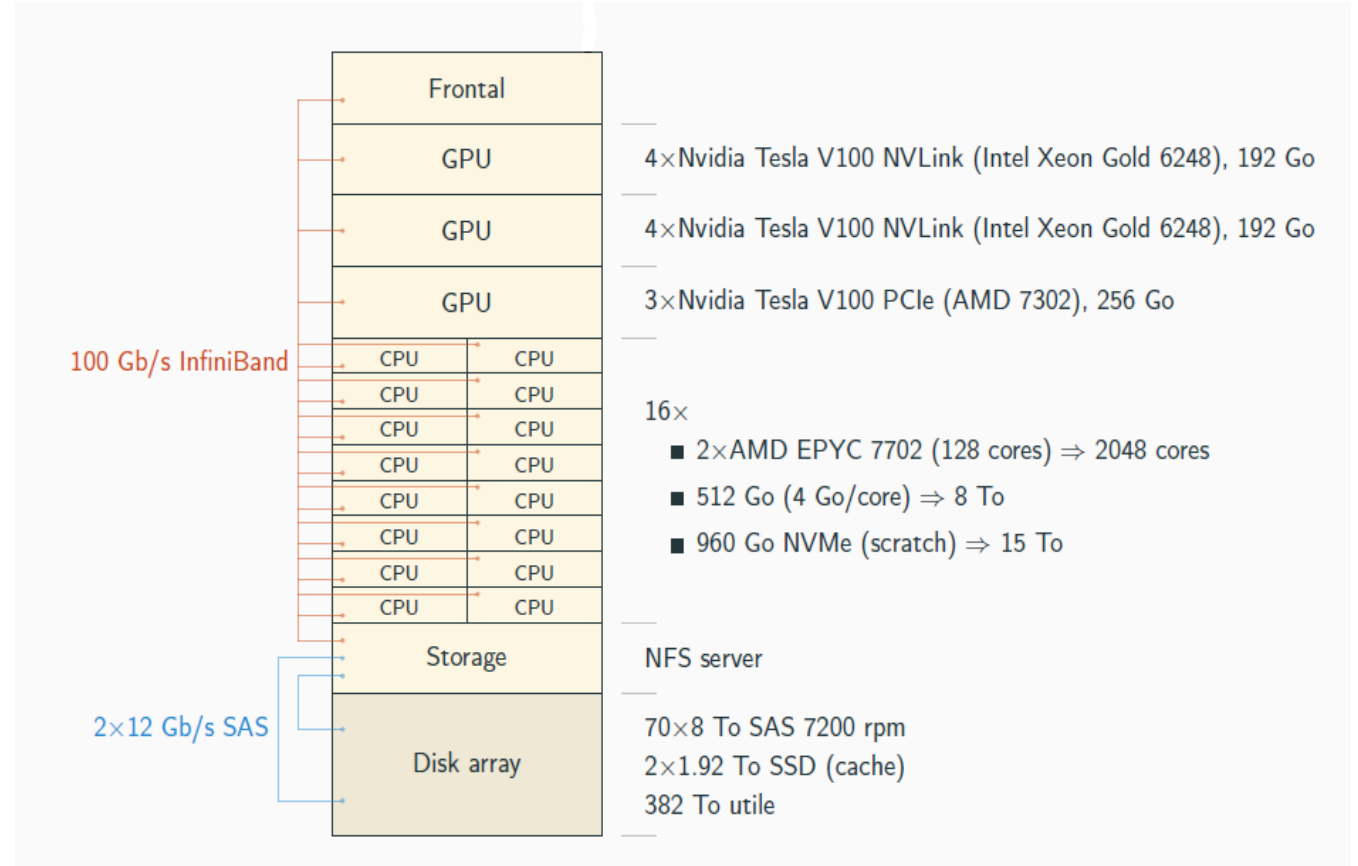 Frontal
GPU
4×Nvidia Tesla V100 NVLink (Intel Xeon Gold 6248), 192 Go
GPU
4×Nvidia Tesla V100 NVLink (Intel Xeon Gold 6248), 192 Go
GPU
3×Nvidia Tesla V100 PCIe (AMD 7302), 256 Go
100 Gb/s InfiniBand
CPU CPU
CPU CPU
CPU CPU
CPU CPU
CPU CPU
CPU CPU
CPU CPU
CPU CPU
16×
■ 2×AMD EPYC 7702 (128 cores) ⇒ 2048 cores
■ 512 Go (4 Go/core) ⇒ 8 To
■ 960 Go NVMe (scratch) ⇒ 15 To
Storage
NFS server
2×12 Gb/s SAS
Disk array
70×8 To SAS 7200 rpm
2×1.92 To SSD (cache)
382 To utile